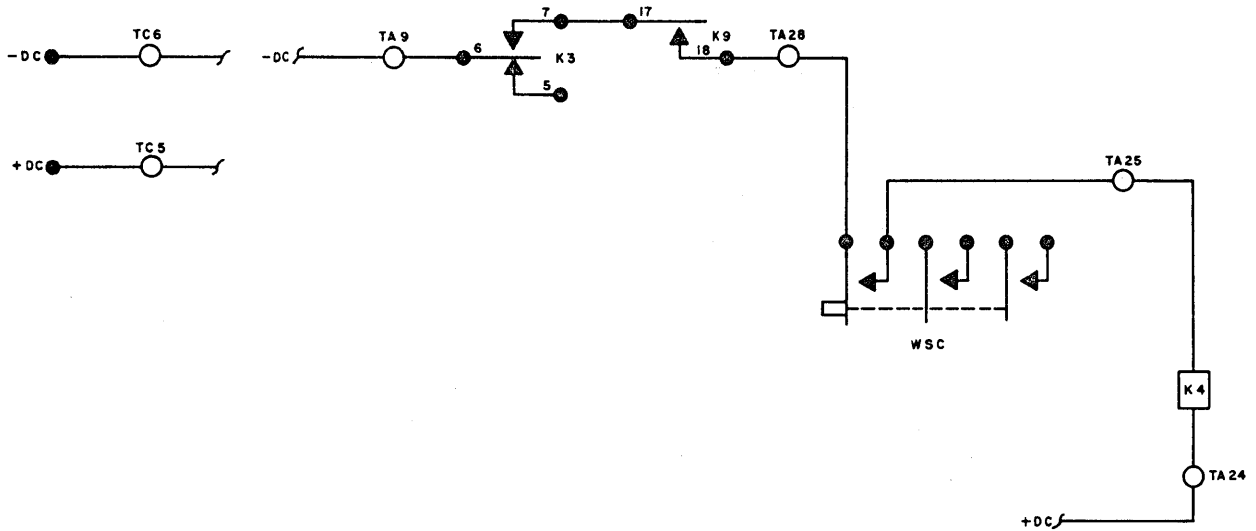 7
17
TC6
TA9
6
K3
K9
TA28
-DC
-DC
18
5
TC5
+DC
TA25
WSC
K4
TA24
+DC